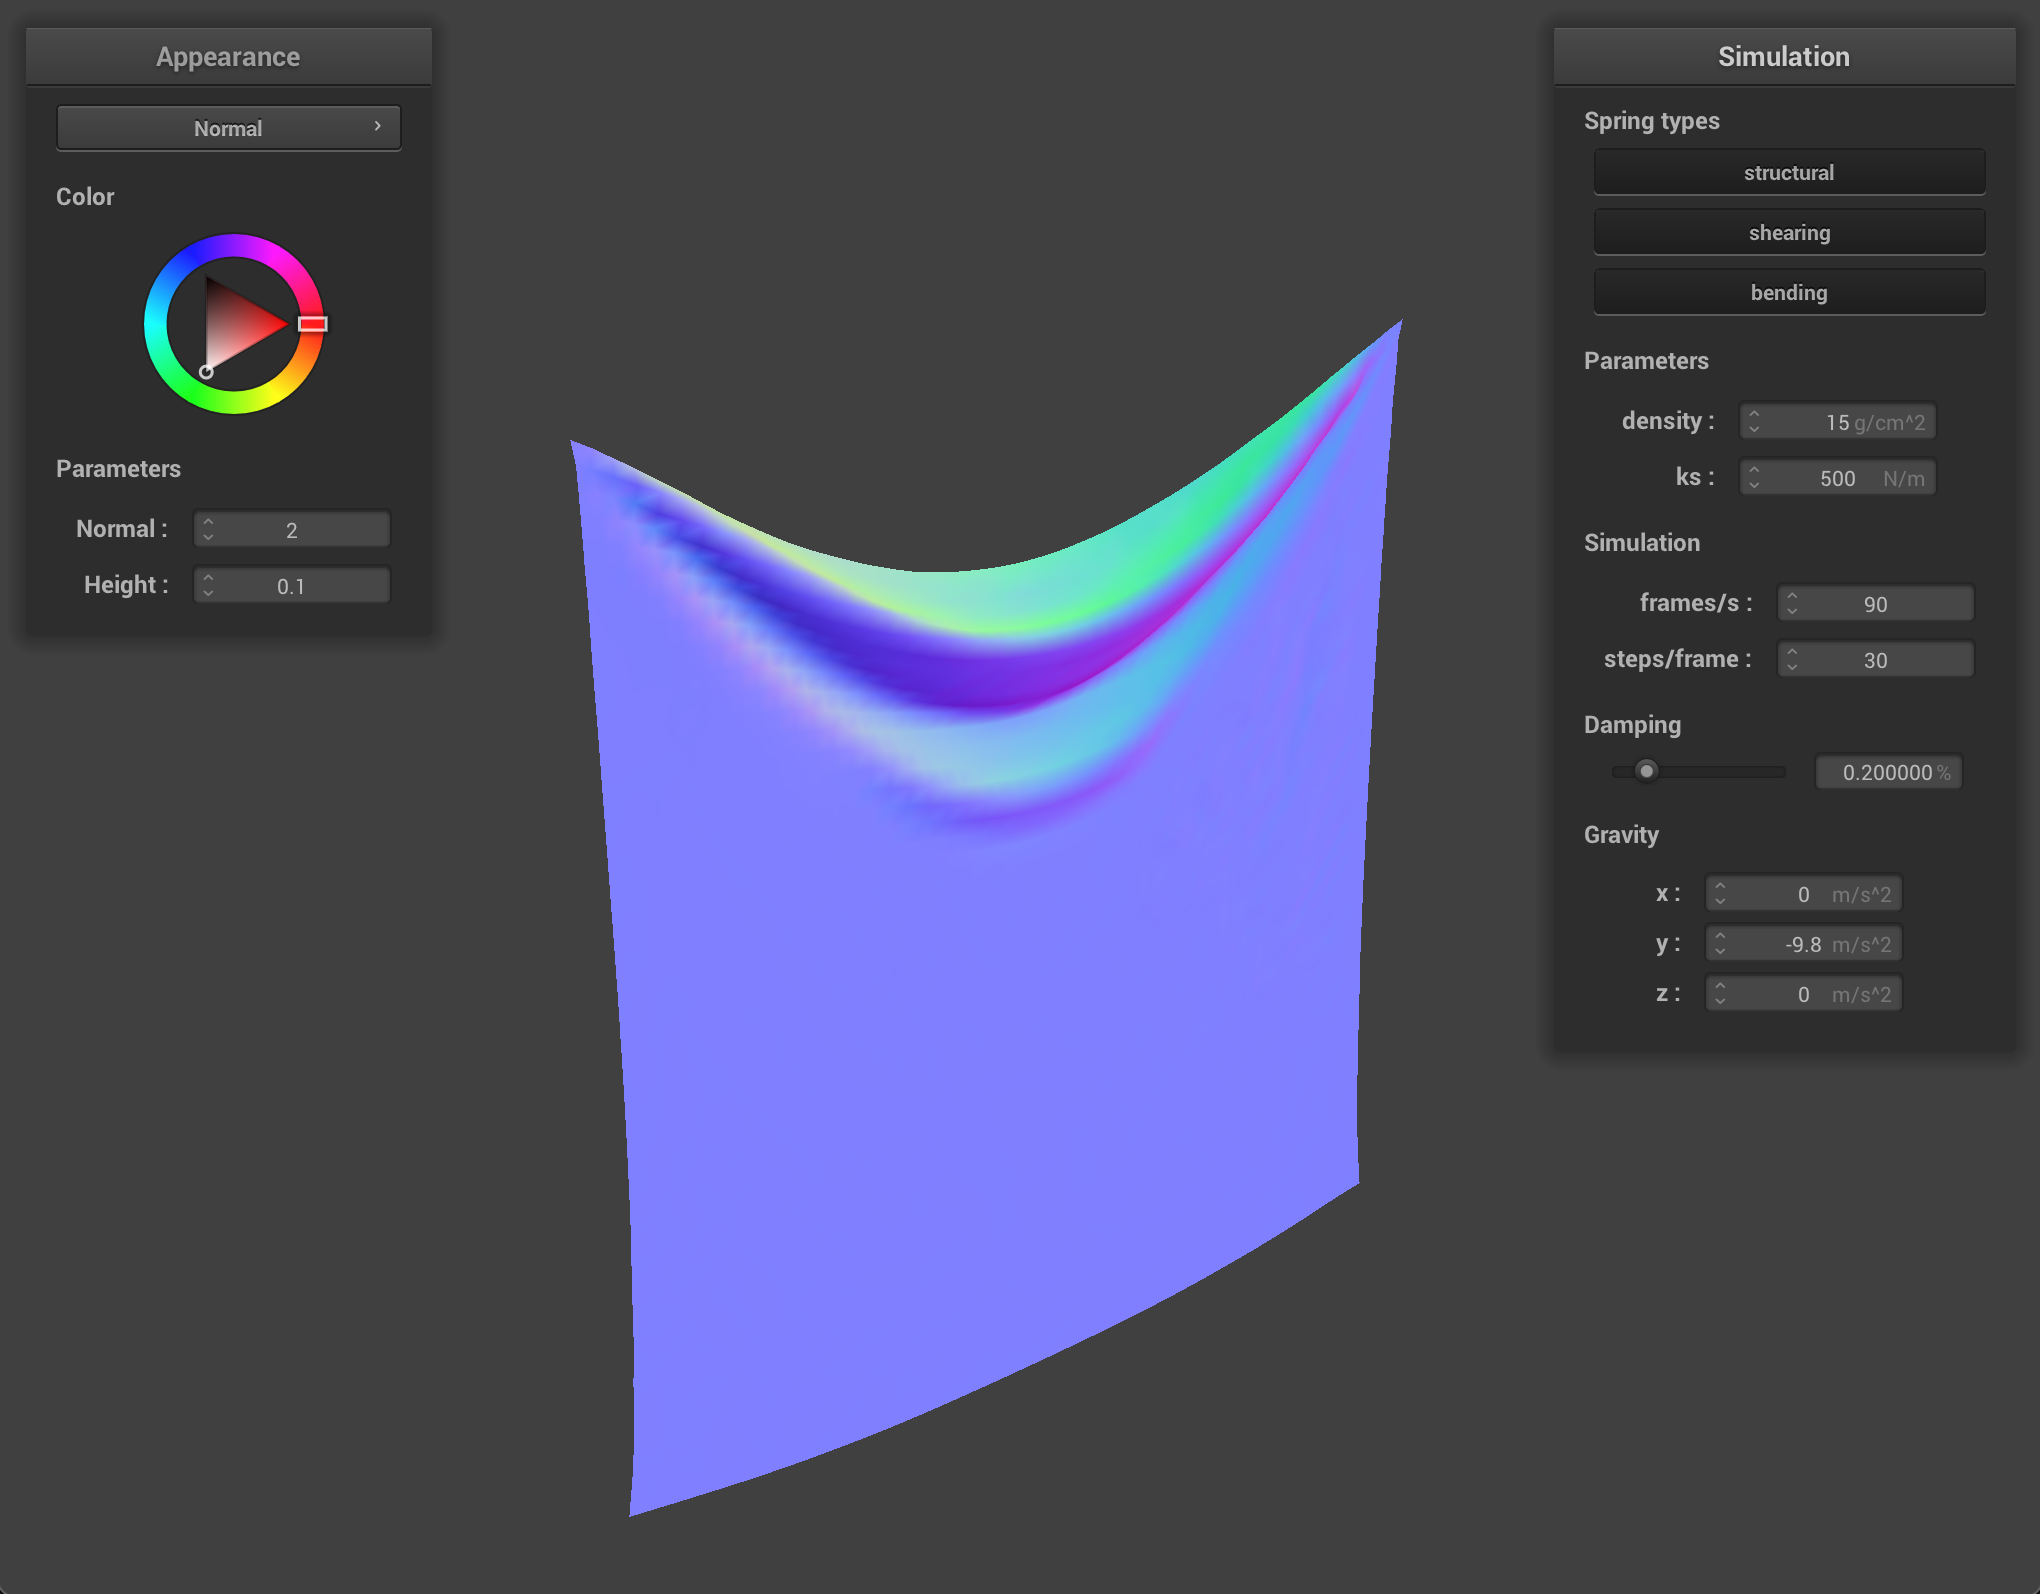 Appearance
Normal
Color
Parameters
Normal : 2
Height : 0.1
Simulation
Spring types
structural
shearing
bending
Parameters
density : 15 g/cm^2
ks : 500 N/m
Simulation
frames/s : 90
steps/frame : 30
Damping
0.200000 %
Gravity
x : 0 m/s^2
y : -9.8 m/s^2
z : 0 m/s^2